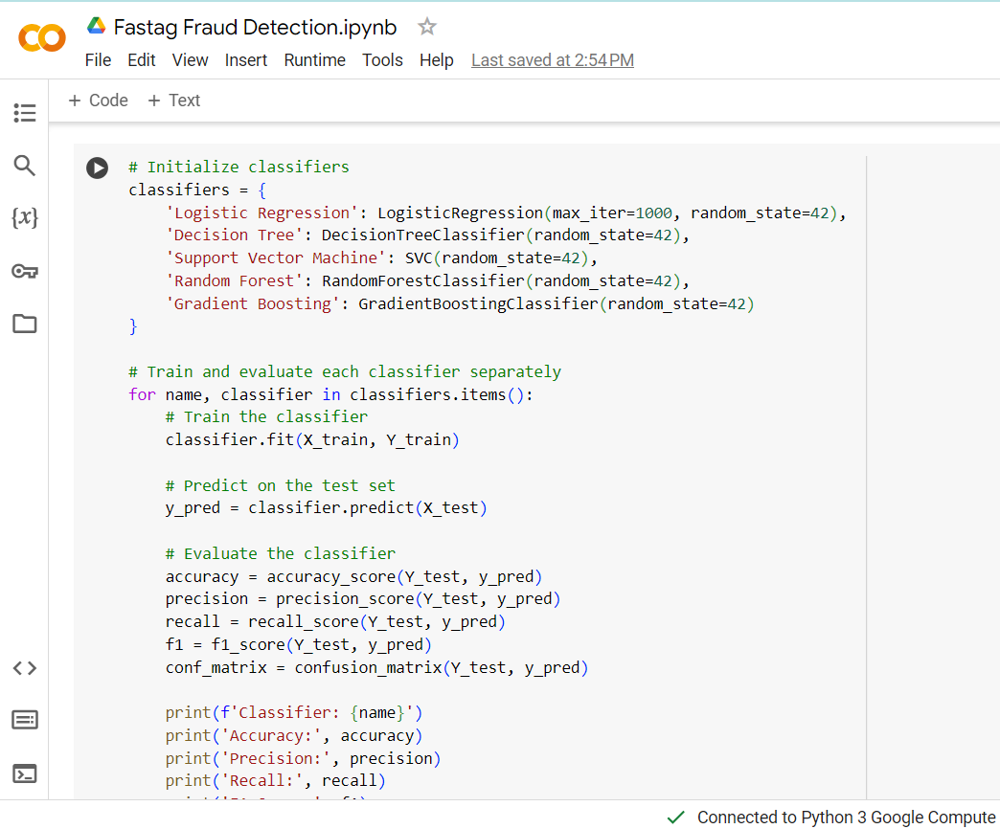 Fastag Fraud Detection.ipynb
File Edit View Insert Runtime Tools Help Last saved at 2:54 PM
+ Code + Text
# Initialize classifiers
classifiers = {
    'Logistic Regression': LogisticRegression(max_iter=1000, random_state=42),
    'Decision Tree': DecisionTreeClassifier(random_state=42),
    'Support Vector Machine': SVC(random_state=42),
    'Random Forest': RandomForestClassifier(random_state=42),
    'Gradient Boosting': GradientBoostingClassifier(random_state=42)
}
# Train and evaluate each classifier separately
for name, classifier in classifiers.items():
    # Train the classifier
    classifier.fit(X_train, Y_train)
    # Predict on the test set
    y_pred = classifier.predict(X_test)
    # Evaluate the classifier
    accuracy = accuracy_score(Y_test, y_pred)
    precision = precision_score(Y_test, y_pred)
    recall = recall_score(Y_test, y_pred)
    f1 = f1_score(Y_test, y_pred)
    conf_matrix = confusion_matrix(Y_test, y_pred)
    print(f'Classifier: {name}')
    print('Accuracy:', accuracy)
    print('Precision:', precision)
    print('Recall:', recall)
Connected to Python 3 Google Compute